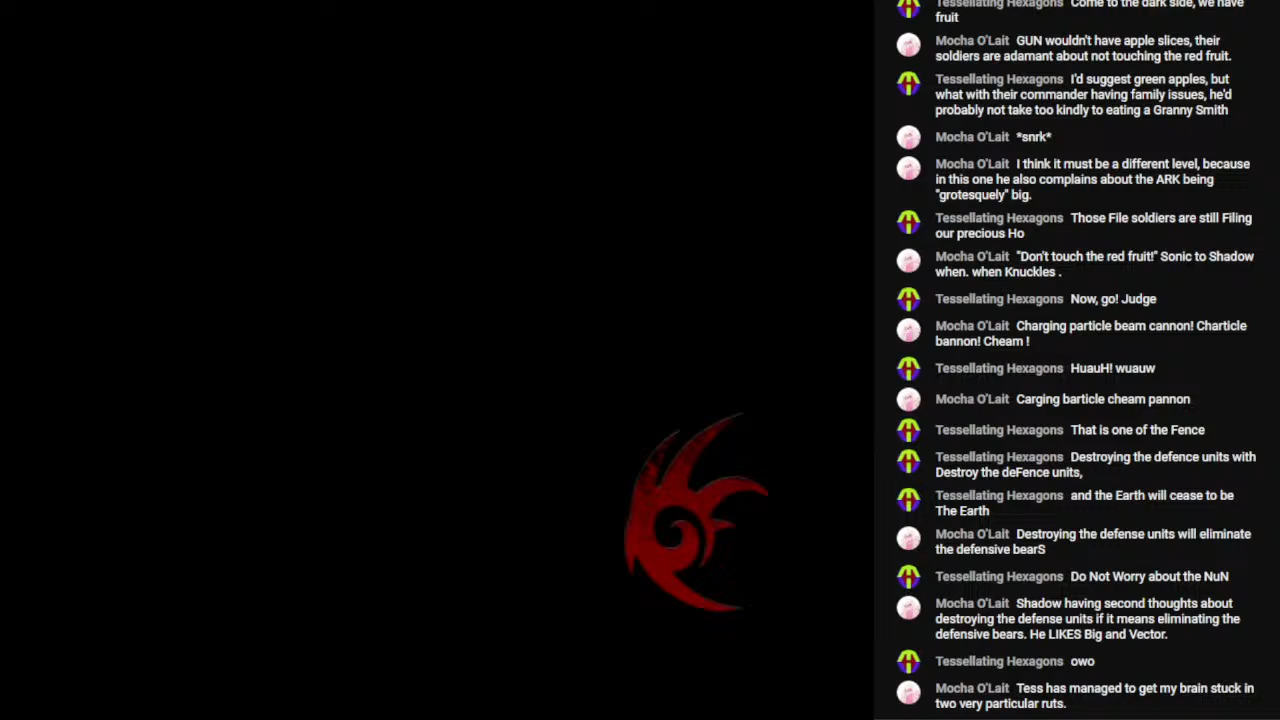 Tessellating Hexagons Come to the dark side, we have
fruit
Mocha O'Lait GUN wouldn't have apple slices, their
soldiers are adamant about not touching the red fruit.
Tessellating Hexagons I'd suggest green apples, but
what with their commander having family issues, he'd
probably not take too kindly to eating a Granny Smith
Mocha O'Lait *snrk*
Mocha O'Lait I think it must be a different level, because
in this one he also complains about the ARK being
"grotesquely" big.
Tessellating Hexagons Those File soldiers are still Filing
our precious Ho
Mocha O'Lait "Don't touch the red fruit!" Sonic to Shadow
when. when Knuckles .
Tessellating Hexagons Now, go! Judge
Mocha O'Lait Charging particle beam cannon! Charticle
bannon! Cheam !
Tessellating Hexagons HuauH! wuauw
Mocha O'Lait Carging barticle cheam pannon
Tessellating Hexagons That is one of the Fence
Tessellating Hexagons Destroying the defence units with
Destroy the deFence units,
Tessellating Hexagons and the Earth will cease to be
The Earth
Mocha O'Lait Destroying the defense units will eliminate
the defensive bearS
Tessellating Hexagons Do Not Worry about the NuN
Mocha O'Lait Shadow having second thoughts about
destroying the defense units if it means eliminating the
defensive bears. He LIKES Big and Vector.
Tessellating Hexagons owo
Mocha O'Lait Tess has managed to get my brain stuck in
two very particular ruts.